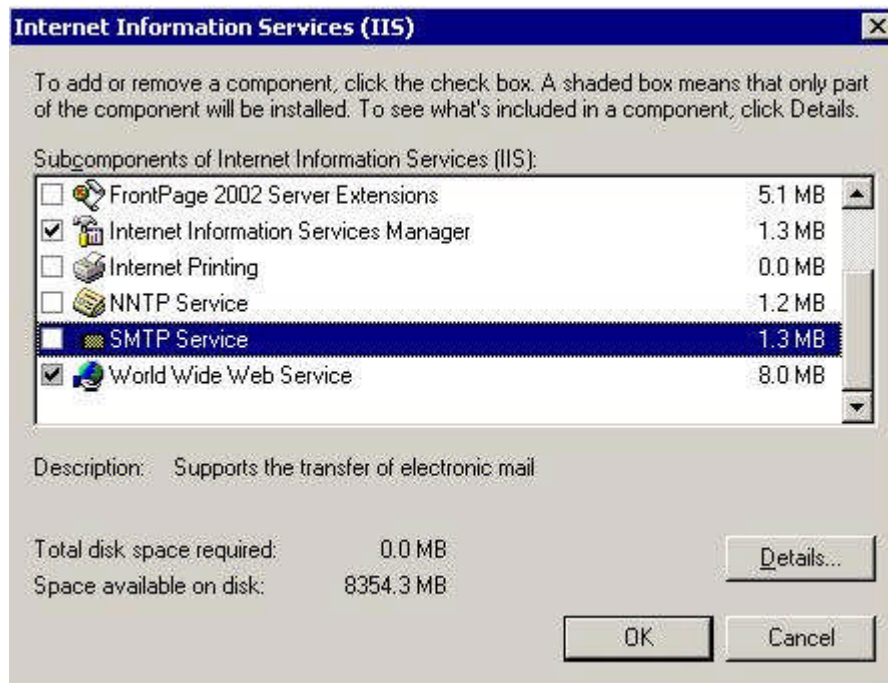 Internet Information Services (IIS)
To add or remove a component, click the check box. A shaded box means that only part
of the component will be installed. To see what's included in a component, click Details.
Subcomponents of Internet Information Services (IIS):
FrontPage 2002 Server Extensions 5.1 MB
Internet Information Services Manager 1.3 MB
Internet Printing 0.0 MB
NNTP Service 1.2 MB
SMTP Service 1.3 MB
World Wide Web Service 8.0 MB
Description: Supports the transfer of electronic mail
Total disk space required: 0.0 MB
Space available on disk: 8354.3 MB
Details...
OK Cancel